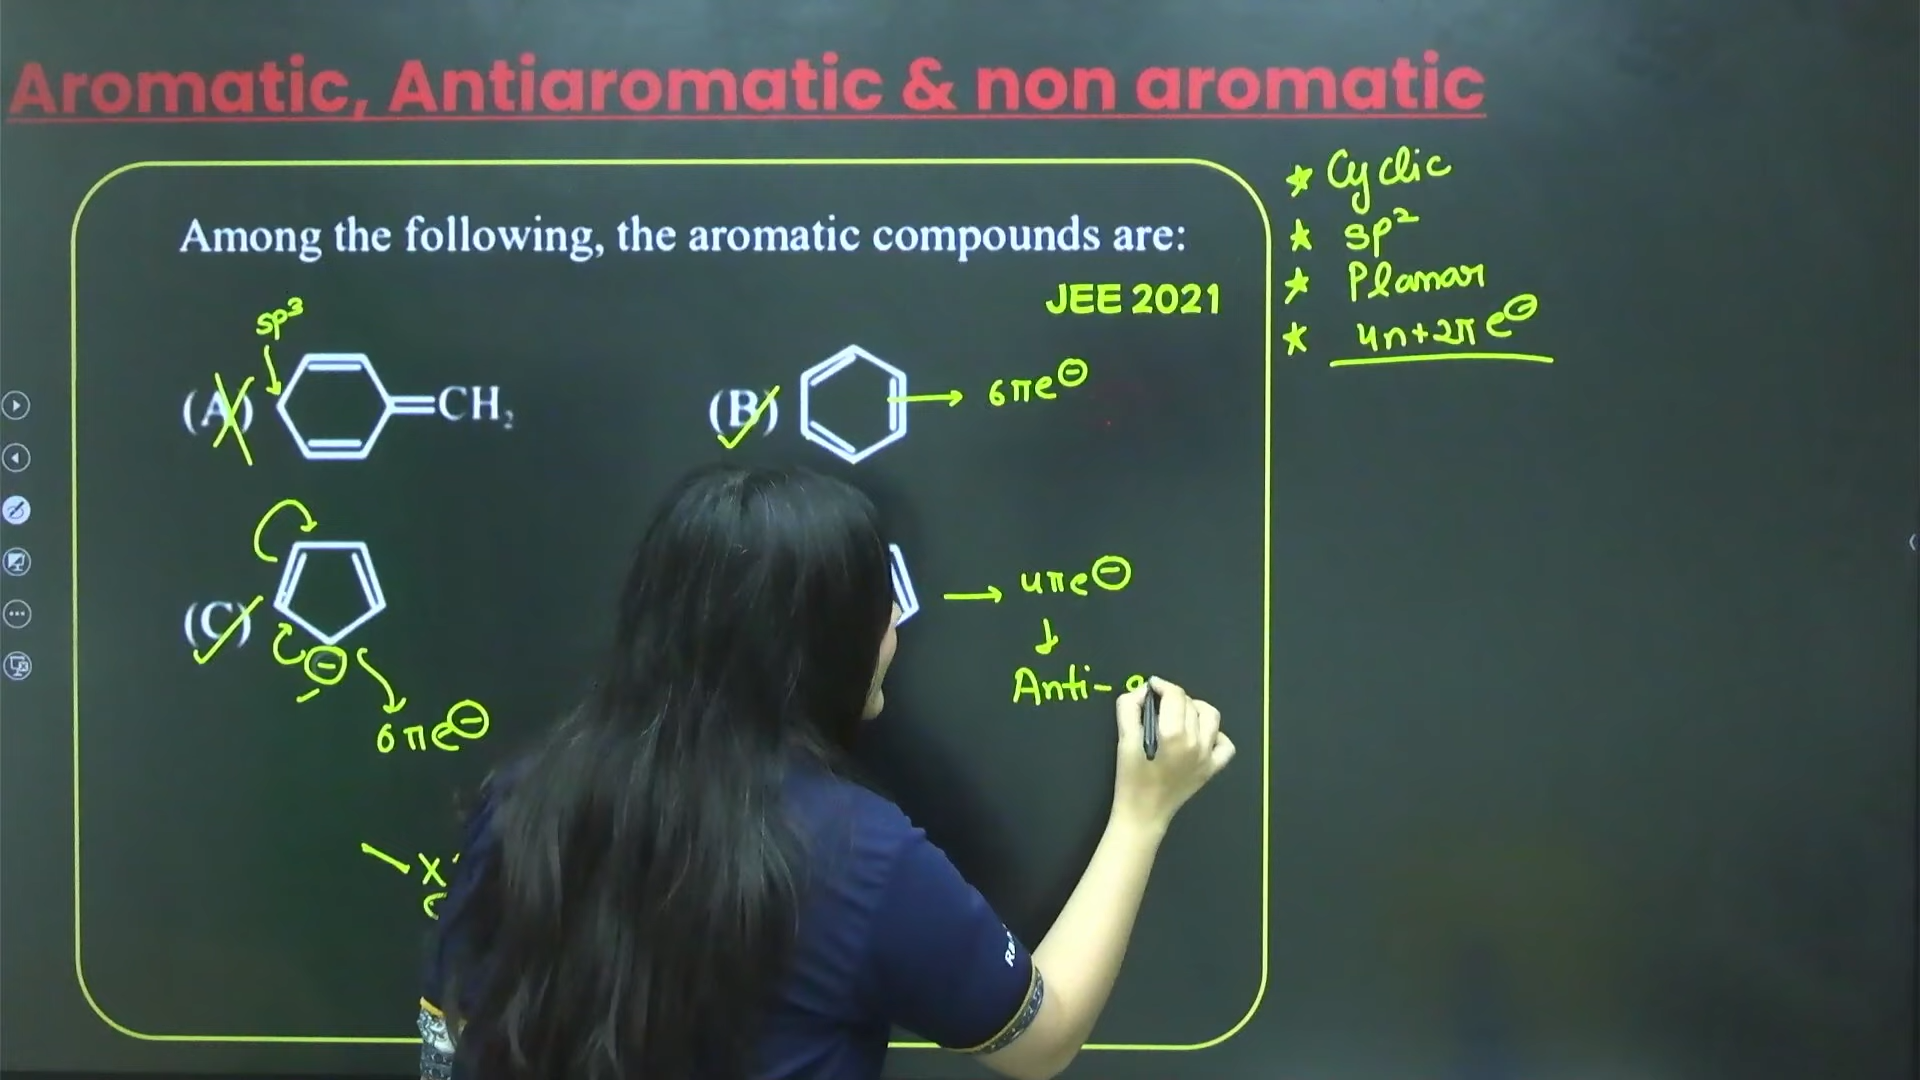 Aromatic, Antiaromatic & non aromatic
Among the following, the aromatic compounds are:
JEE 2021
* Cyclic
* sp²
* Planar
* 4n+2π e⊖
sp³
(A) =CH₂
(B) → 6πe⊖
(C) ⊖
6πe⊖
→ 4πe⊖
↓
Anti-